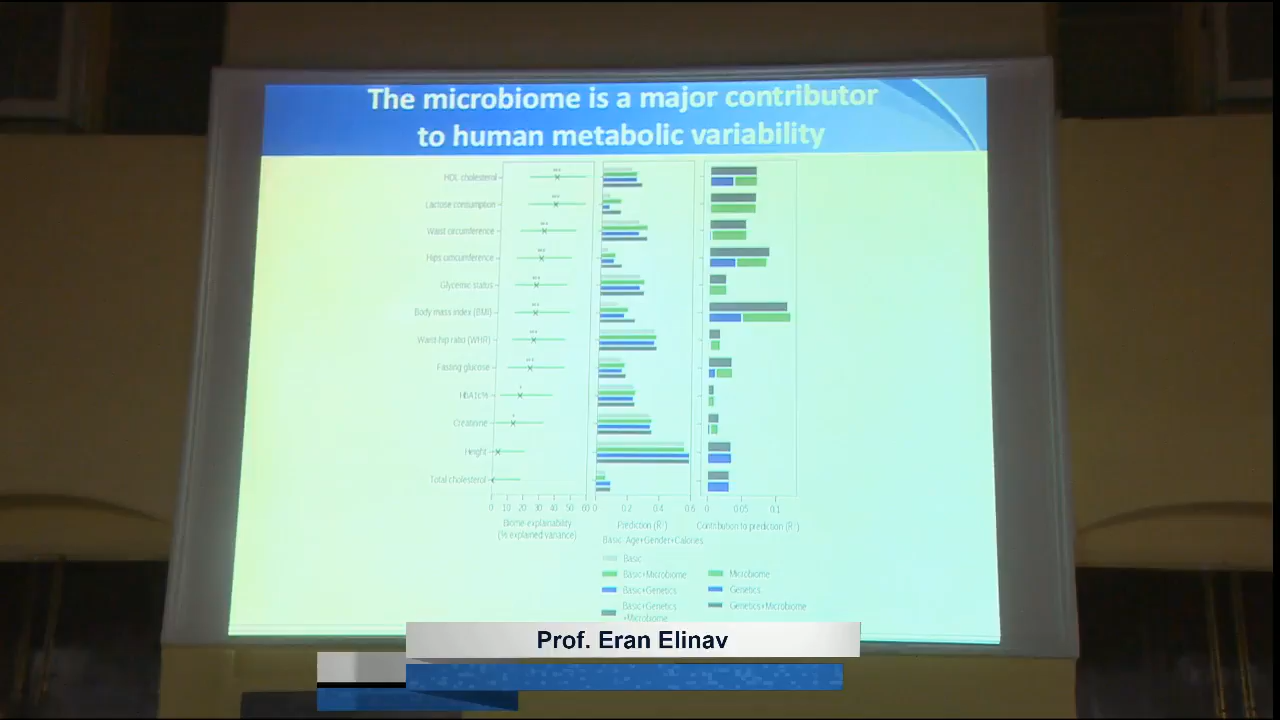 The microbiome is a major contributor
to human metabolic variability
HDL cholesterol
Lactose consumption
Waist circumference
Hips circumference
Glycemic status
Body mass index (BMI)
Waist-hip ratio (WHR)
Fasting glucose
HbA1c%
Creatinine
Height
Total cholesterol
0 10 20 30 40 50 60 0 0.2 0.4 0.6 0 0.05 0.1
Biome explainability Prediction (R²) Contribution to prediction (R²)
(% explained variance) Basic: Age+Gender+Calories
Basic
Basic+Microbiome Microbiome
Basic+Genetics Genetics
Basic+Genetics Genetics+Microbiome
+Microbiome
Prof. Eran Elinav